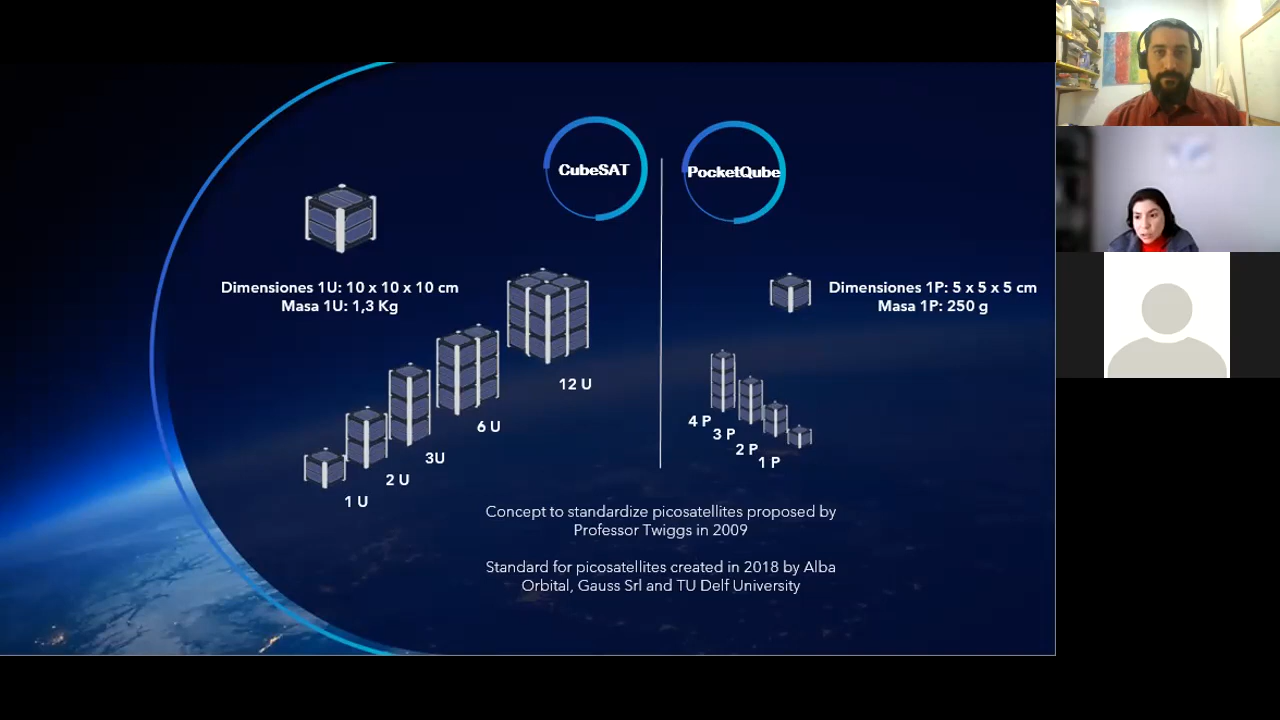 CubeSAT
PocketQube
Dimensiones 1U: 10 x 10 x 10 cm
Masa 1U: 1,3 Kg
Dimensiones 1P: 5 x 5 x 5 cm
Masa 1P: 250 g
12 U
6 U
3U
2 U
1 U
4 P
3 P
2 P
1 P
Concept to standardize picosatellites proposed by
Professor Twiggs in 2009
Standard for picosatellites created in 2018 by Alba
Orbital, Gauss Srl and TU Delf University